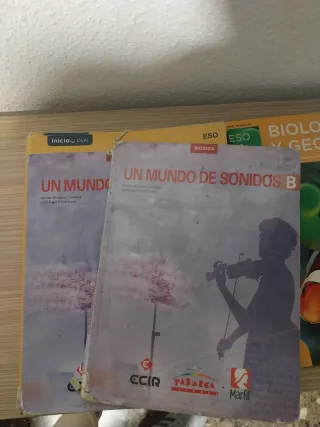 inicia
ESO
ESO
BIOLO
Y GEO
MÚSICA
UN MUNDO
UN MUNDO DE SONIDOS B
ECIR
TABARCA
Marfil